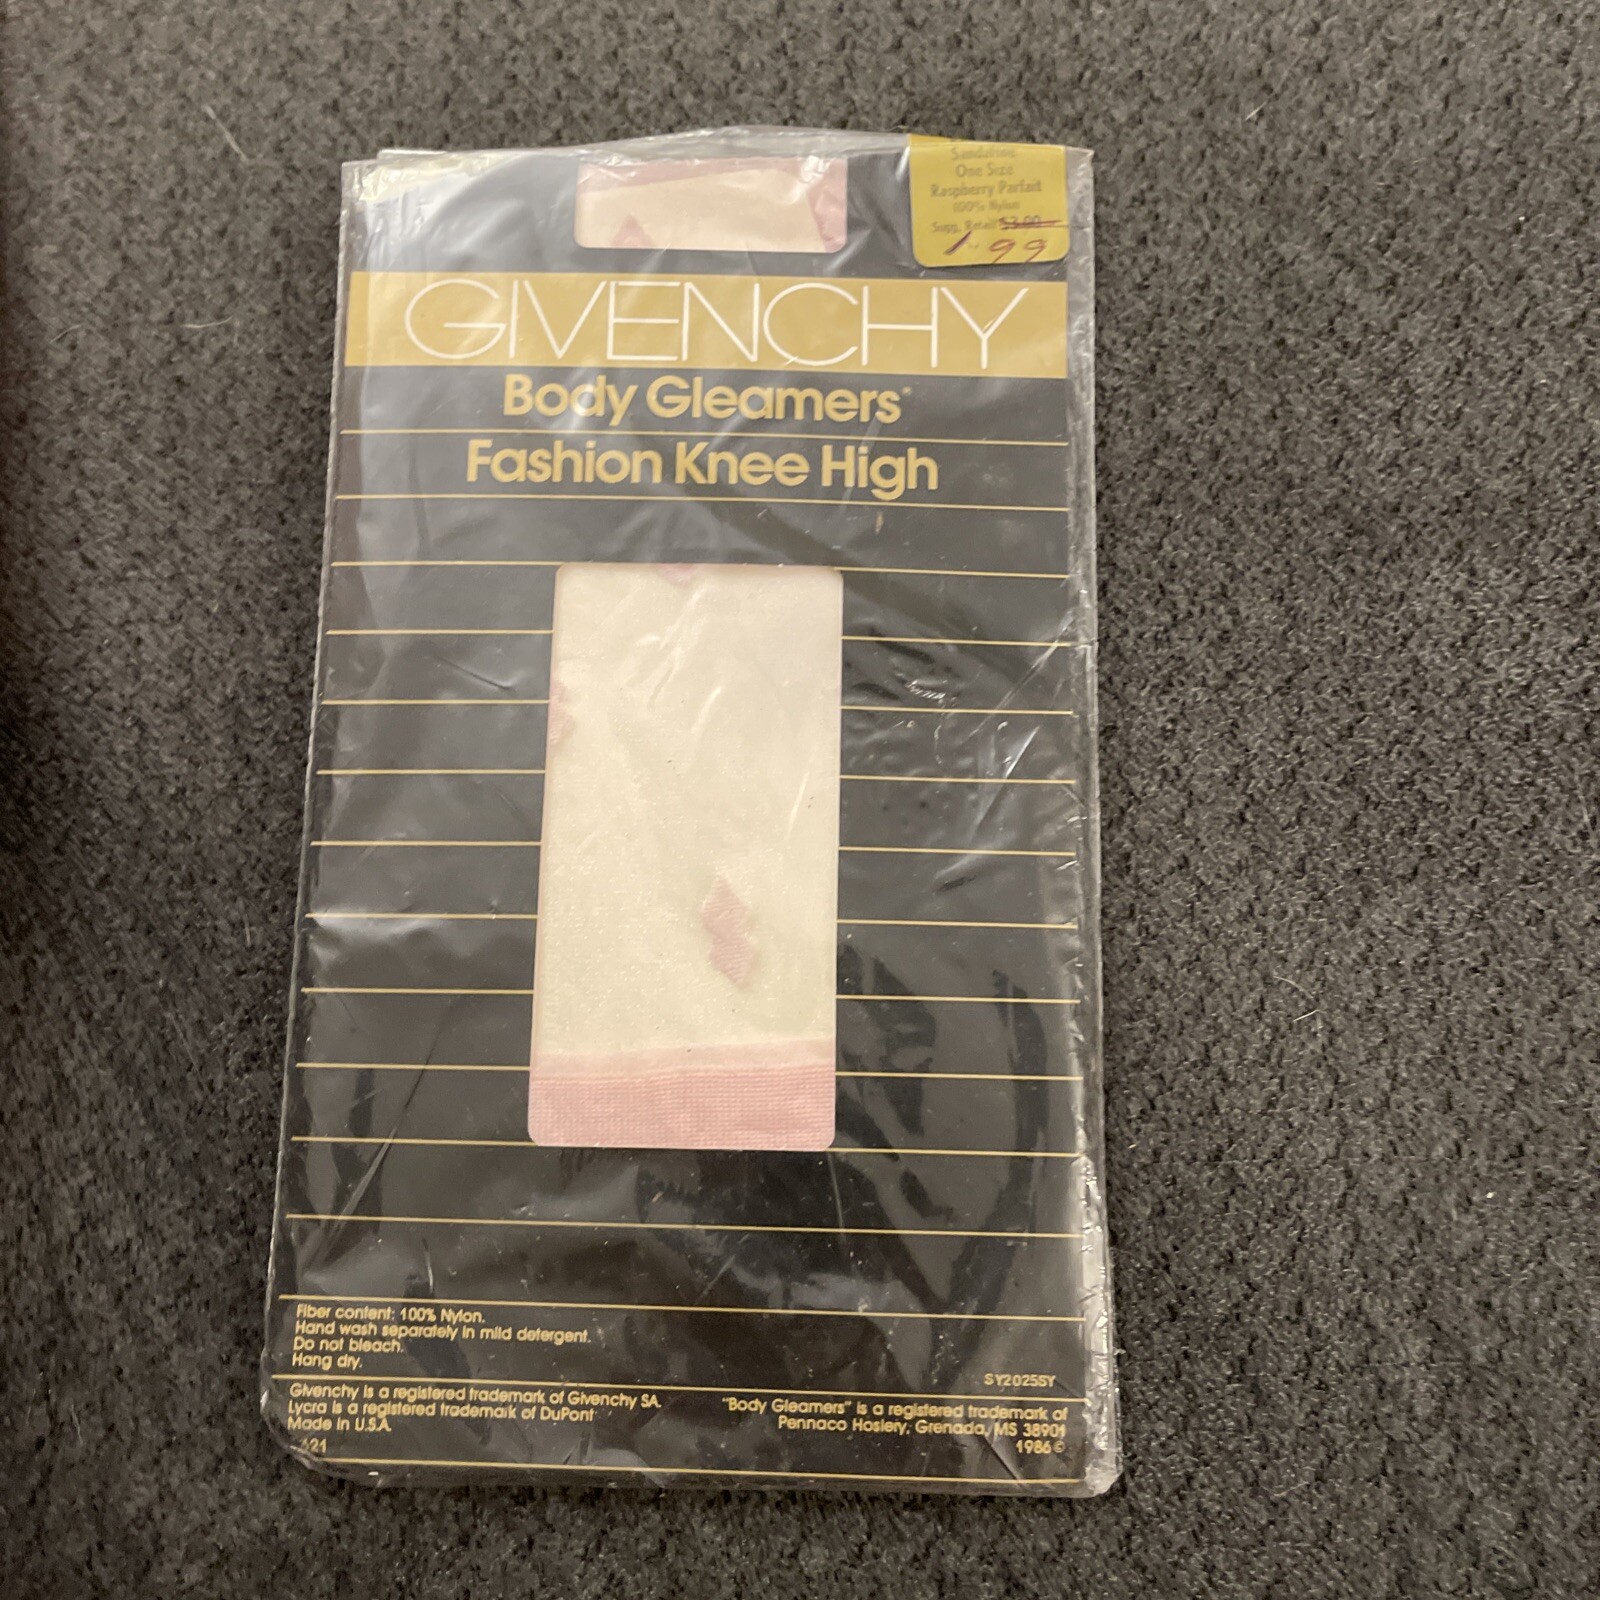 Sandalfoot
One Size
Raspberry Parfait
100% Nylon
Sugg. Retail $3.00
1.99
GIVENCHY
Body Gleamers
Fashion Knee High
Fiber content: 100% Nylon.
Hand wash separately in mild detergent.
Do not bleach.
Hang dry.
SY2025SY
Givenchy is a registered trademark of Givenchy SA.
Lycra is a registered trademark of DuPont
Made in U.S.A.
621
"Body Gleamers" is a registered trademark of
Pennaco Hosiery, Grenada, MS 38901
1986©